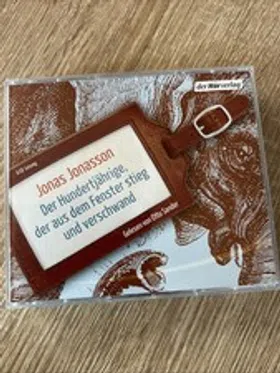 der Hörverlag
Jonas Jonasson
Der Hundertjährige,
der aus dem Fenster stieg
und verschwand
Gelesen von Otto Sander